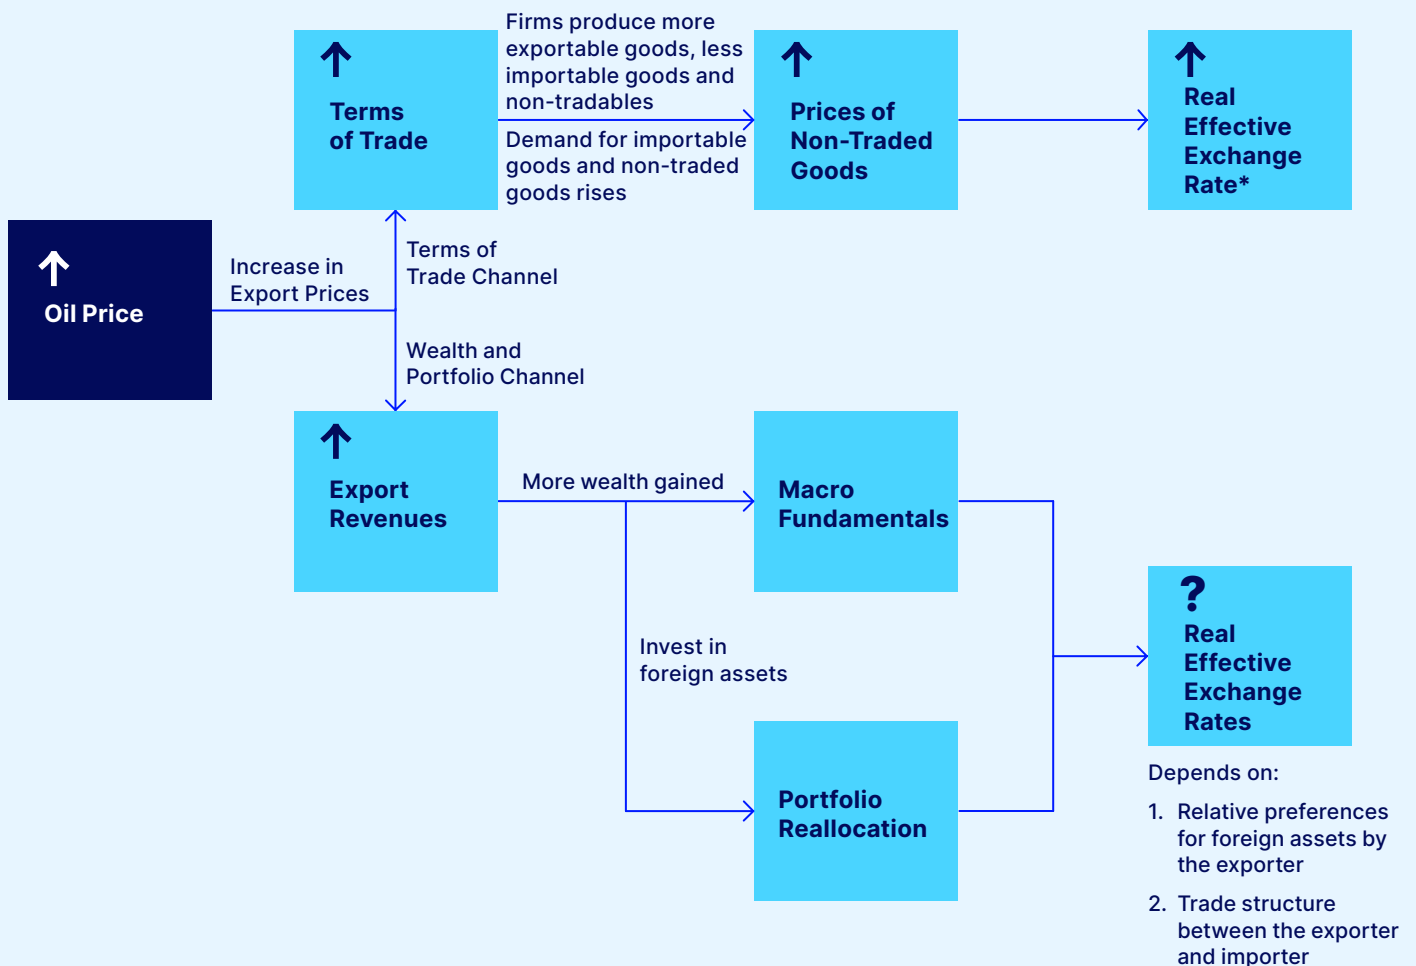 Oil Price
Increase in
Export Prices
Terms of
Trade Channel
Wealth and
Portfolio Channel
Terms
of Trade
Firms produce more
exportable goods, less
importable goods and
non-tradables
Demand for importable
goods and non-traded
goods rises
Prices of
Non-Traded
Goods
Real
Effective
Exchange
Rate*
Export
Revenues
More wealth gained
Invest in
foreign assets
Macro
Fundamentals
Portfolio
Reallocation
?
Real
Effective
Exchange
Rates
Depends on:
1. Relative preferences
for foreign assets by
the exporter
2. Trade structure
between the exporter
and importer